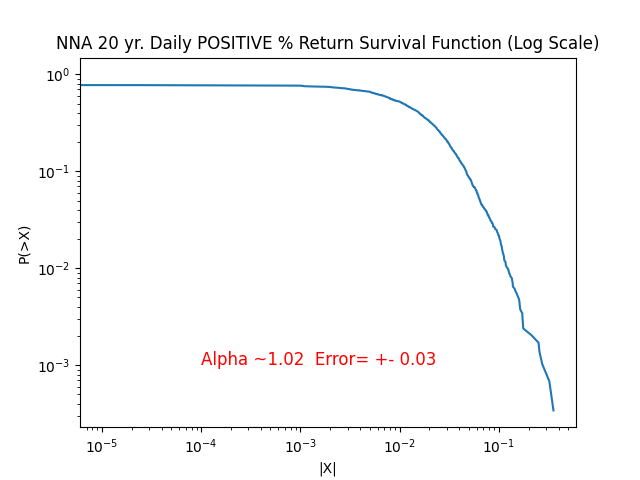 NNA 20 yr. Daily POSITIVE % Return Survival Function (Log Scale)
10⁰
10⁻¹
10⁻²
10⁻³
P(>X)
Alpha ~1.02  Error= +- 0.03
10⁻⁵ 10⁻⁴ 10⁻³ 10⁻² 10⁻¹
|X|